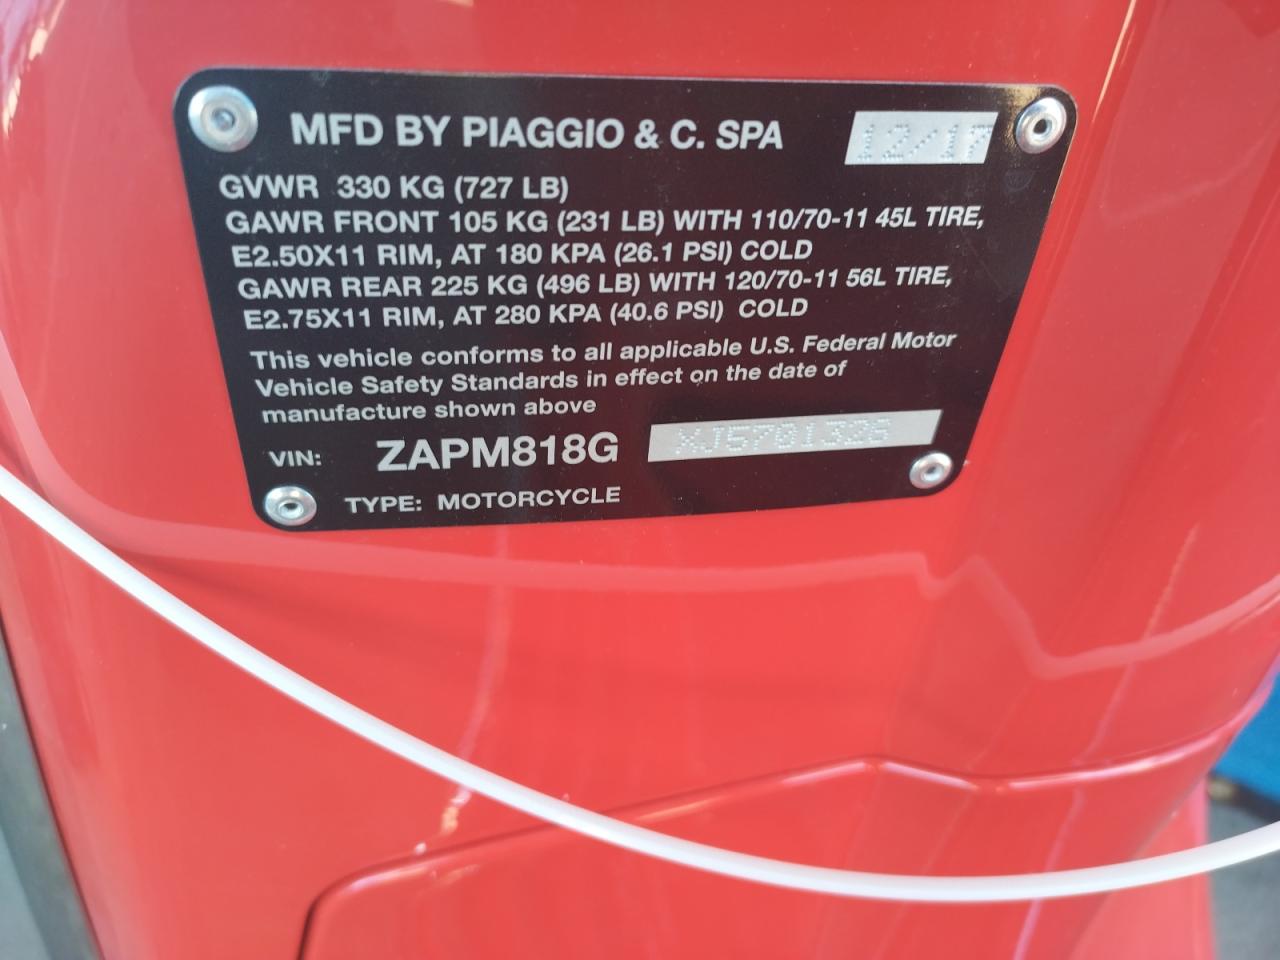 MFD BY PIAGGIO & C. SPA 12/17
GVWR 330 KG (727 LB)
GAWR FRONT 105 KG (231 LB) WITH 110/70-11 45L TIRE,
E2.50X11 RIM, AT 180 KPA (26.1 PSI) COLD
GAWR REAR 225 KG (496 LB) WITH 120/70-11 56L TIRE,
E2.75X11 RIM, AT 280 KPA (40.6 PSI) COLD
This vehicle conforms to all applicable U.S. Federal Motor
Vehicle Safety Standards in effect on the date of
manufacture shown above
VIN: ZAPM818G XJ5701326
TYPE: MOTORCYCLE